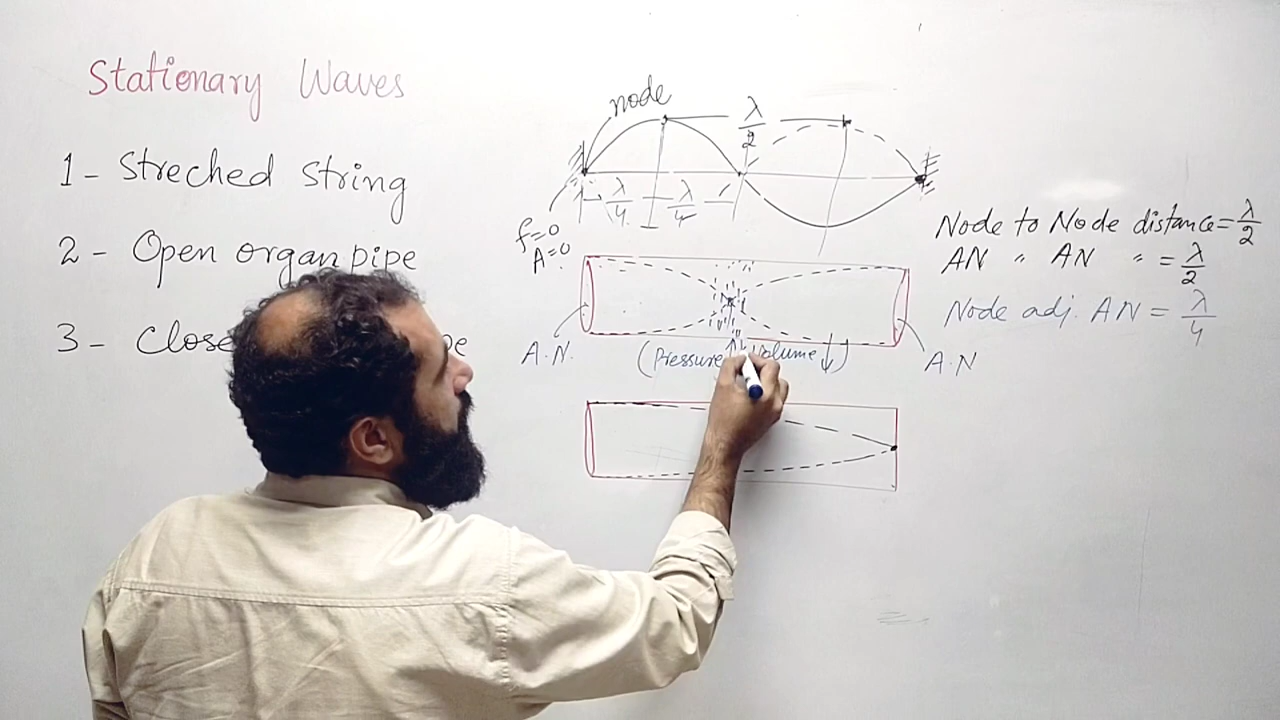 Stationary Waves
1- Streched string
2- Open organ pipe
3- Close
node
λ/2
λ/4 λ/4
f=0
A=0
A.N.
(Pressure ↑ Volume ↓)
A.N
Node to Node distance = λ/2
AN " AN " = λ/2
Node adj. AN = λ/4